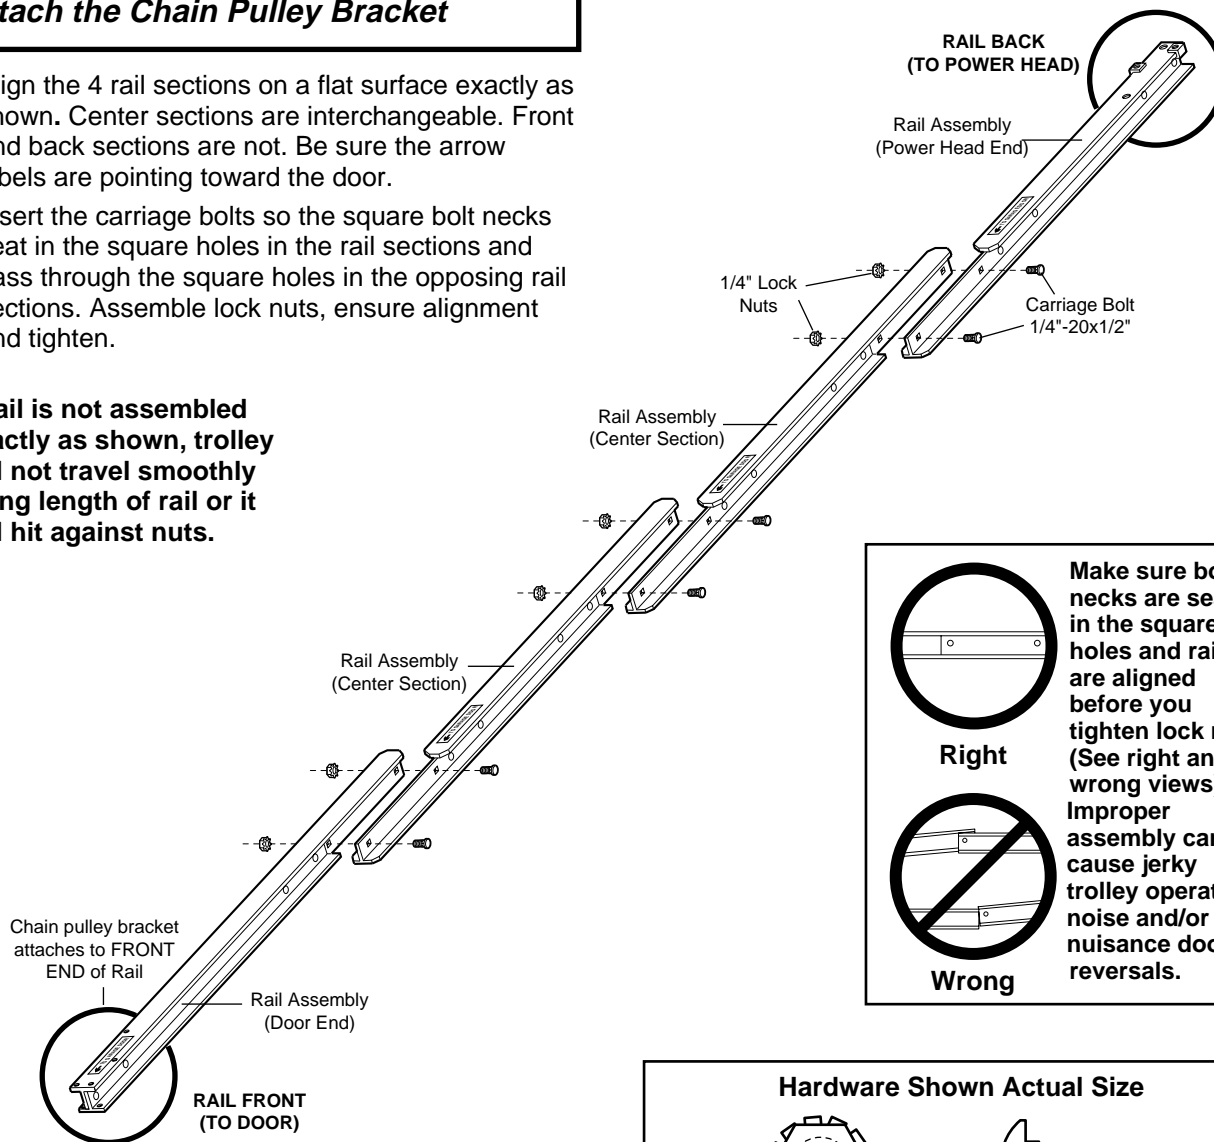 tach the Chain Pulley Bracket
ign the 4 rail sections on a flat surface exactly as
hown. Center sections are interchangeable. Front
nd back sections are not. Be sure the arrow
bels are pointing toward the door.
sert the carriage bolts so the square bolt necks
eat in the square holes in the rail sections and
ass through the square holes in the opposing rail
ections. Assemble lock nuts, ensure alignment
nd tighten.
ail is not assembled
actly as shown, trolley
l not travel smoothly
ng length of rail or it
l hit against nuts.
RAIL BACK
(TO POWER HEAD)
Rail Assembly
(Power Head End)
1/4" Lock
Nuts
Carriage Bolt
1/4"-20x1/2"
Rail Assembly
(Center Section)
Rail Assembly
(Center Section)
Chain pulley bracket
attaches to FRONT
END of Rail
Rail Assembly
(Door End)
RAIL FRONT
(TO DOOR)
Right
Wrong
Make sure bo
necks are se
in the square
holes and rai
are aligned
before you
tighten lock
(See right an
wrong views
Improper
assembly can
cause jerky
trolley operat
noise and/or
nuisance doo
reversals.
Hardware Shown Actual Size